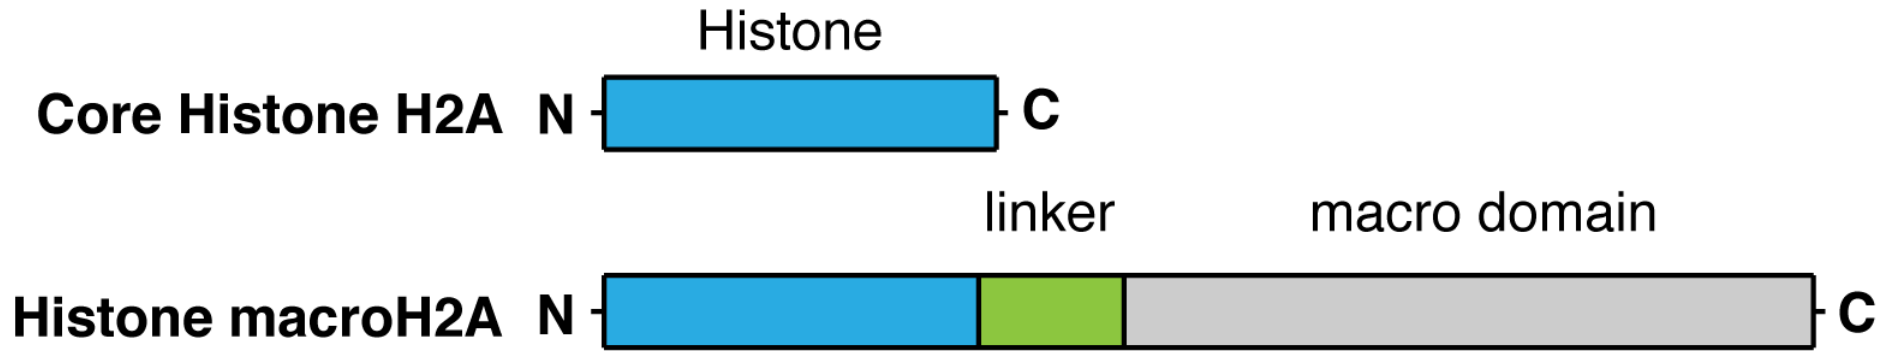 Histone
Core Histone H2A N C
linker macro domain
Histone macroH2A N C